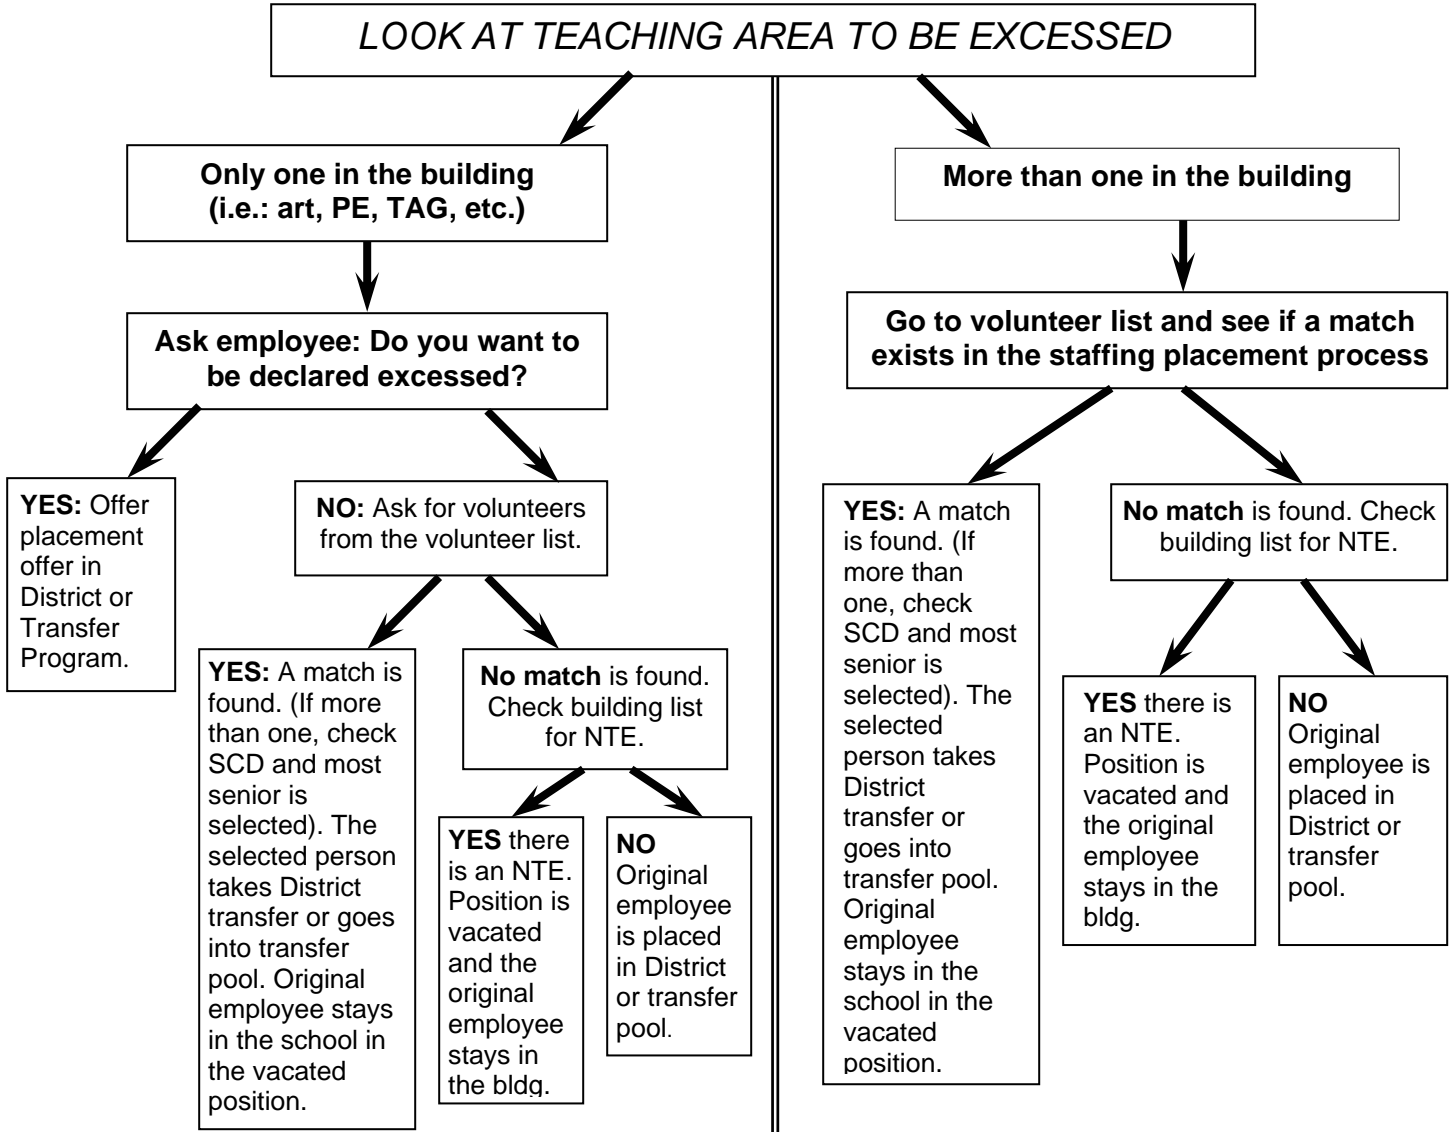 LOOK AT TEACHING AREA TO BE EXCESSED
Only one in the building
(i.e.: art, PE, TAG, etc.)
Ask employee: Do you want to
be declared excessed?
YES: Offer
placement
offer in
District or
Transfer
Program.
NO: Ask for volunteers
from the volunteer list.
YES: A match is
found. (If more
than one, check
SCD and most
senior is
selected). The
selected person
takes District
transfer or goes
into transfer
pool. Original
employee stays
in the school in
the vacated
position.
No match is found.
Check building list
for NTE.
YES there
is an NTE.
Position is
vacated
and the
original
employee
stays in
the bldg.
NO
Original
employee
is placed
in District
or transfer
pool.
More than one in the building
Go to volunteer list and see if a match
exists in the staffing placement process
YES: A match
is found. (If
more than
one, check
SCD and most
senior is
selected). The
selected
person takes
District
transfer or
goes into
transfer pool.
Original
employee
stays in the
school in the
vacated
position.
No match is found. Check
building list for NTE.
YES there is
an NTE.
Position is
vacated and
the original
employee
stays in the
bldg.
NO
Original
employee is
placed in
District or
transfer
pool.